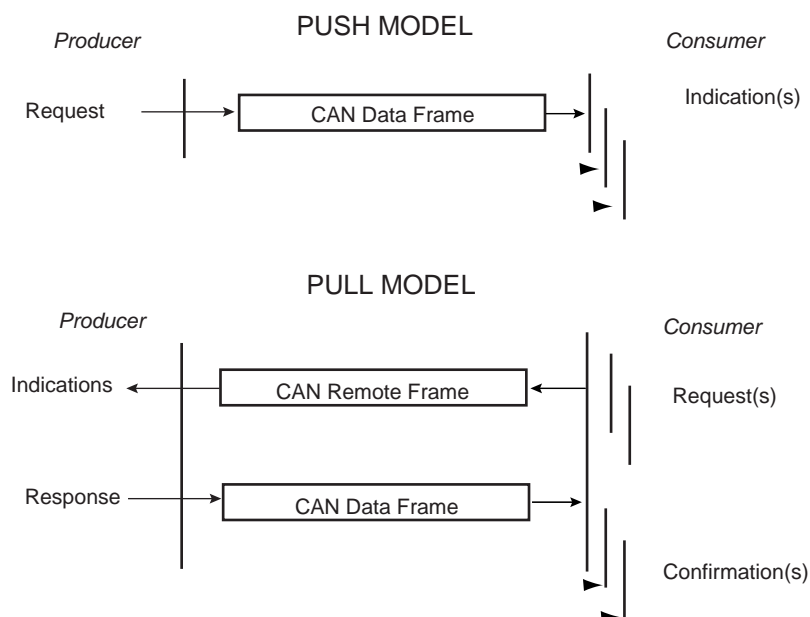 PUSH MODEL
Producer
Consumer
Request
CAN Data Frame
Indication(s)
PULL MODEL
Producer
Consumer
Indications
CAN Remote Frame
Request(s)
Response
CAN Data Frame
Confirmation(s)